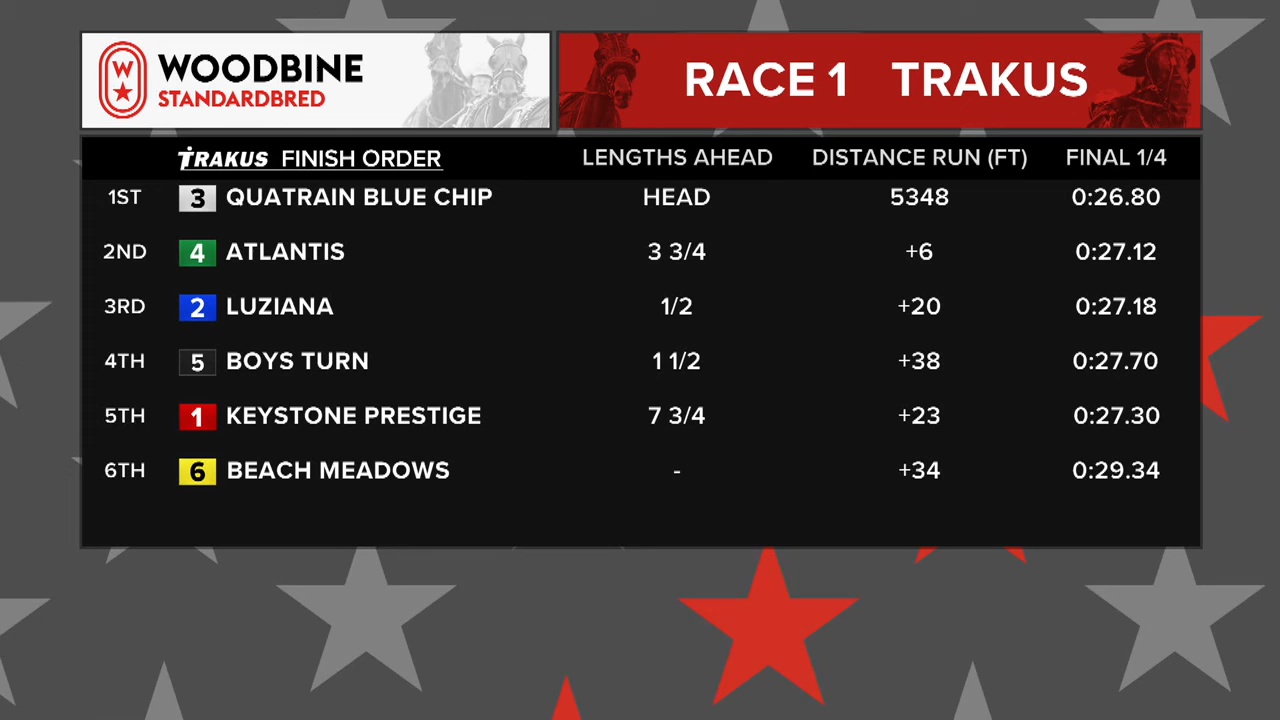 W
WOODBINE
STANDARDBRED
RACE 1 TRAKUS
TRAKUS FINISH ORDER LENGTHS AHEAD DISTANCE RUN (FT) FINAL 1/4
1ST 3 QUATRAIN BLUE CHIP HEAD 5348 0:26.80
2ND 4 ATLANTIS 3 3/4 +6 0:27.12
3RD 2 LUZIANA 1/2 +20 0:27.18
4TH 5 BOYS TURN 1 1/2 +38 0:27.70
5TH 1 KEYSTONE PRESTIGE 7 3/4 +23 0:27.30
6TH 6 BEACH MEADOWS - +34 0:29.34